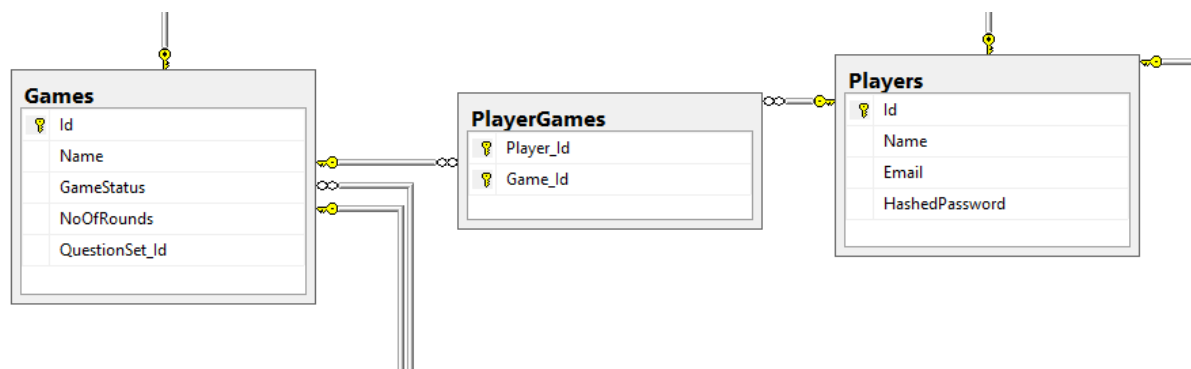 Games
Id
Name
GameStatus
NoOfRounds
QuestionSet_Id
PlayerGames
Player_Id
Game_Id
Players
Id
Name
Email
HashedPassword